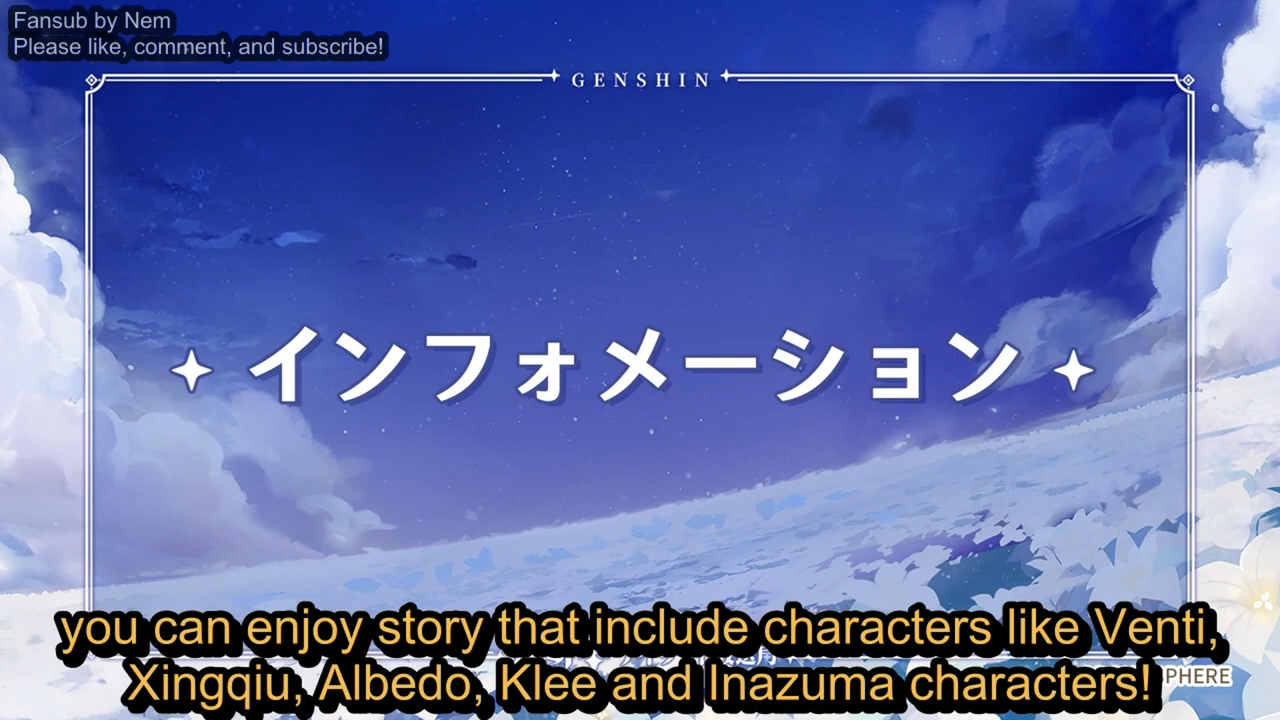 Fansub by Nem
Please like, comment, and subscribe!
GENSHIN
インフォメーション
you can enjoy story that include characters like Venti,
Xingqiu, Albedo, Klee and Inazuma characters!